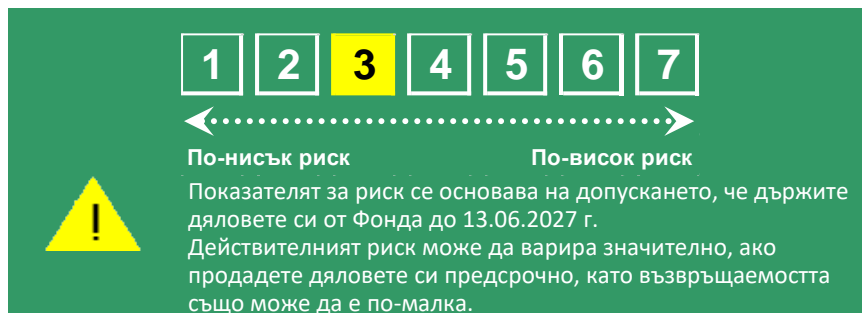 1 2 3 4 5 6 7
По-нисък риск По-висок риск
!
Показателят за риск се основава на допускането, че държите
дяловете си от Фонда до 13.06.2027 г.
Действителният риск може да варира значително, ако
продадете дяловете си предсрочно, като възвръщаемостта
също може да е по-малка.